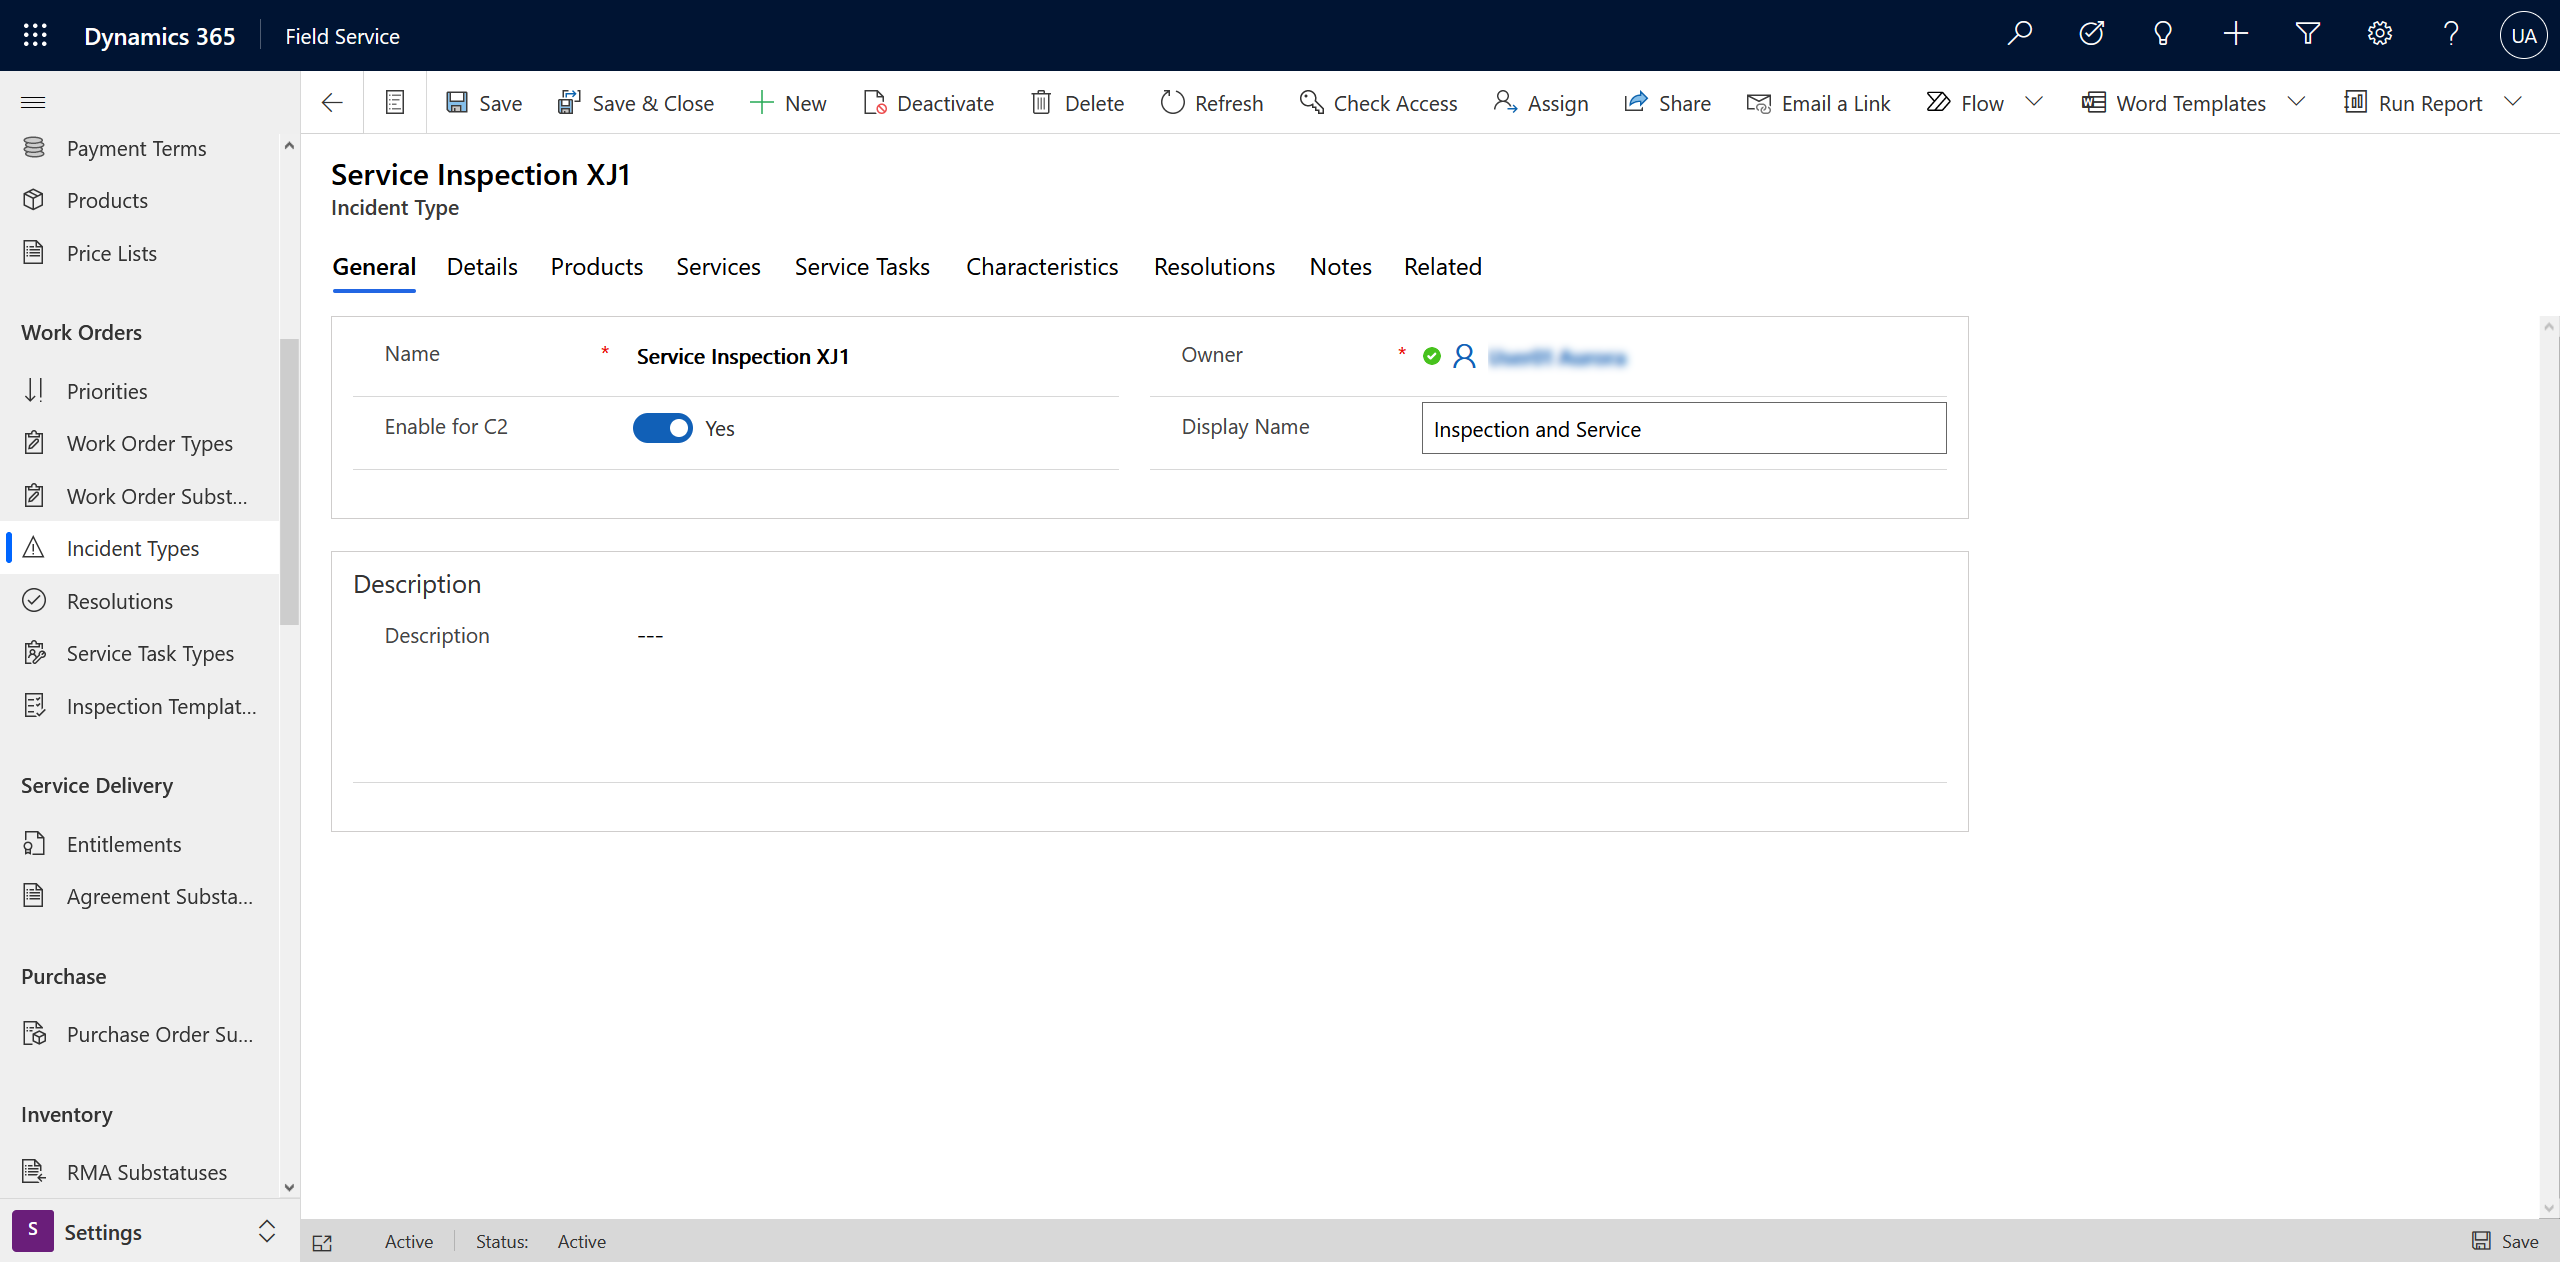 Dynamics 365 Field Service UA
Save Save & Close New Deactivate Delete Refresh Check Access Assign Share Email a Link Flow Word Templates Run Report
Payment Terms
Products
Price Lists
Work Orders
Priorities
Work Order Types
Work Order Subst...
Incident Types
Resolutions
Service Task Types
Inspection Templat...
Service Delivery
Entitlements
Agreement Substa...
Purchase
Purchase Order Su...
Inventory
RMA Substatuses
S Settings
Service Inspection XJ1
Incident Type
General Details Products Services Service Tasks Characteristics Resolutions Notes Related
Name * Service Inspection XJ1
Owner *
Enable for C2 Yes
Display Name Inspection and Service
Description
Description ---
Active Status: Active Save